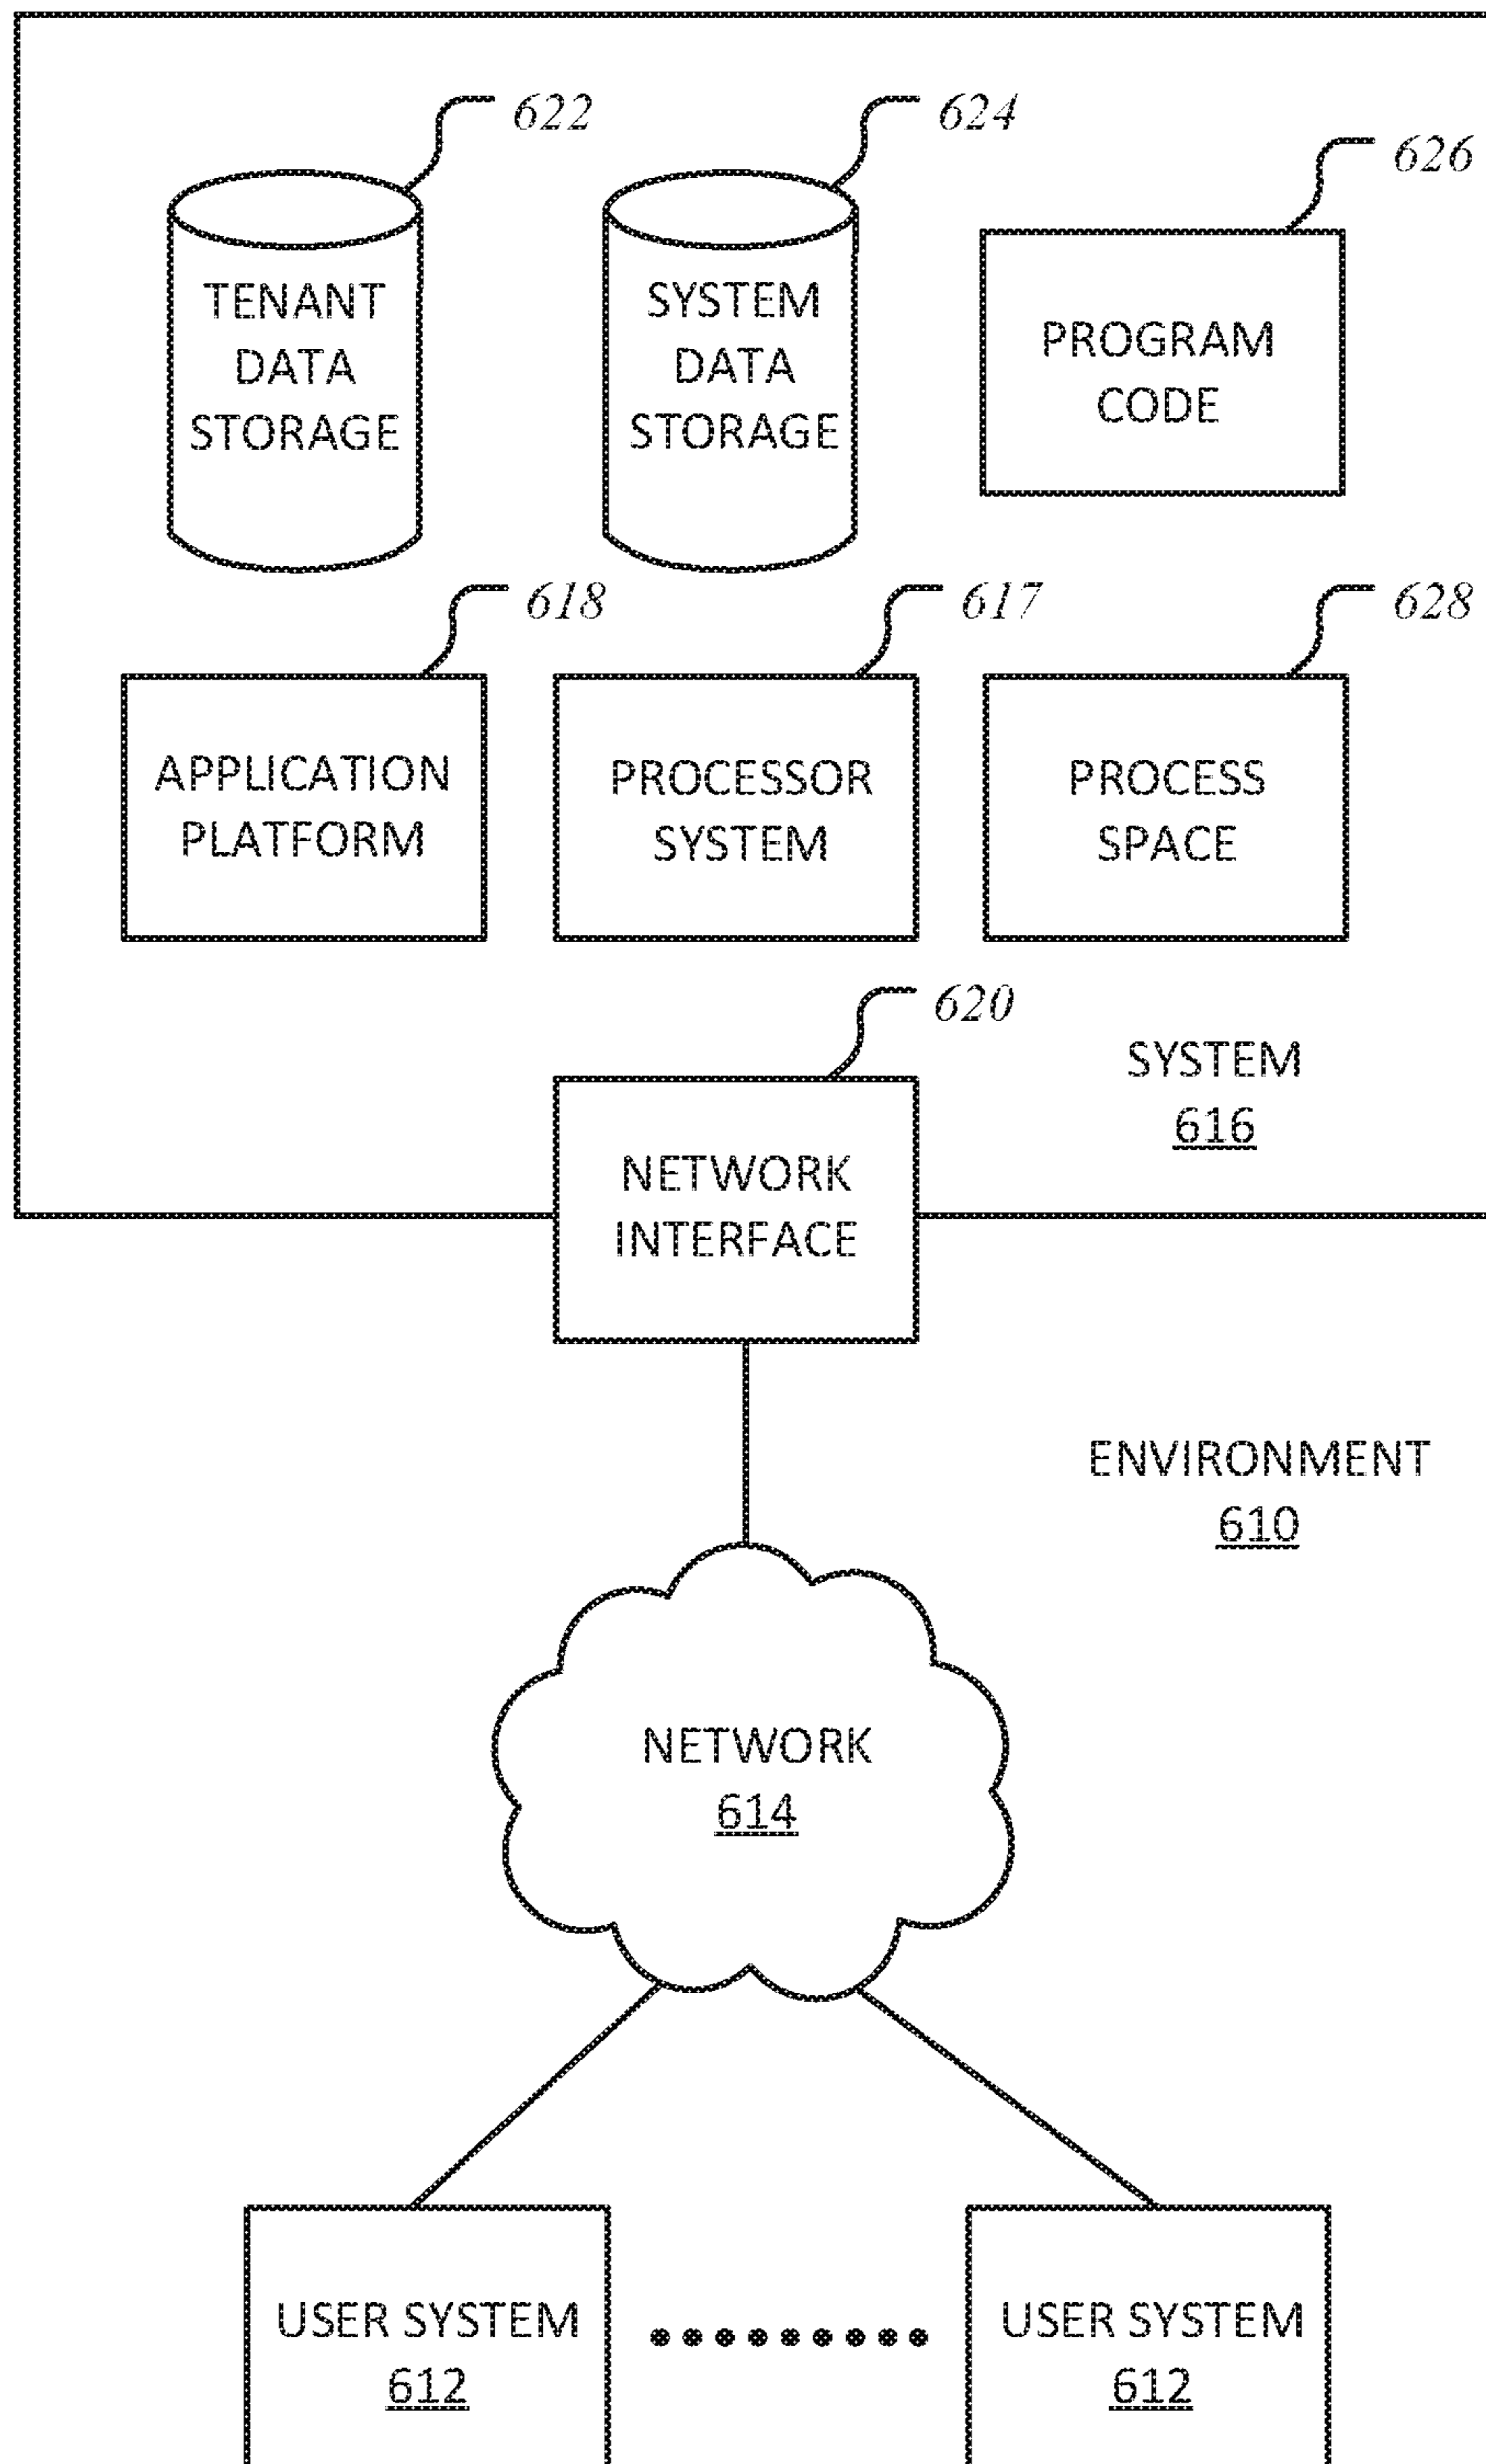 622
624
626
TENANT
DATA
STORAGE
SYSTEM
DATA
STORAGE
PROGRAM
CODE
618
617
628
APPLICATION
PLATFORM
PROCESSOR
SYSTEM
PROCESS
SPACE
620
SYSTEM
616
NETWORK
INTERFACE
ENVIRONMENT
610
NETWORK
614
USER SYSTEM
612
USER SYSTEM
612